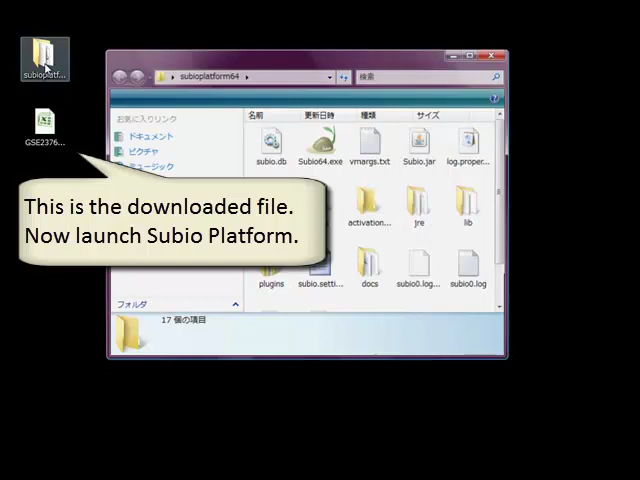 subioplatf...
GSE2376...
subioplatform64
検索
お気に入りリンク
ドキュメント
ピクチャ
ミュージック
名前 更新日時 種類 サイズ
subio.db Subio64.exe vmargs.txt Subio.jar log.proper...
This is the downloaded file.
Now launch Subio Platform.
activation... jre lib
plugins subio.setti... docs subio0.log... subio0.log
フォルダ
17 個の項目